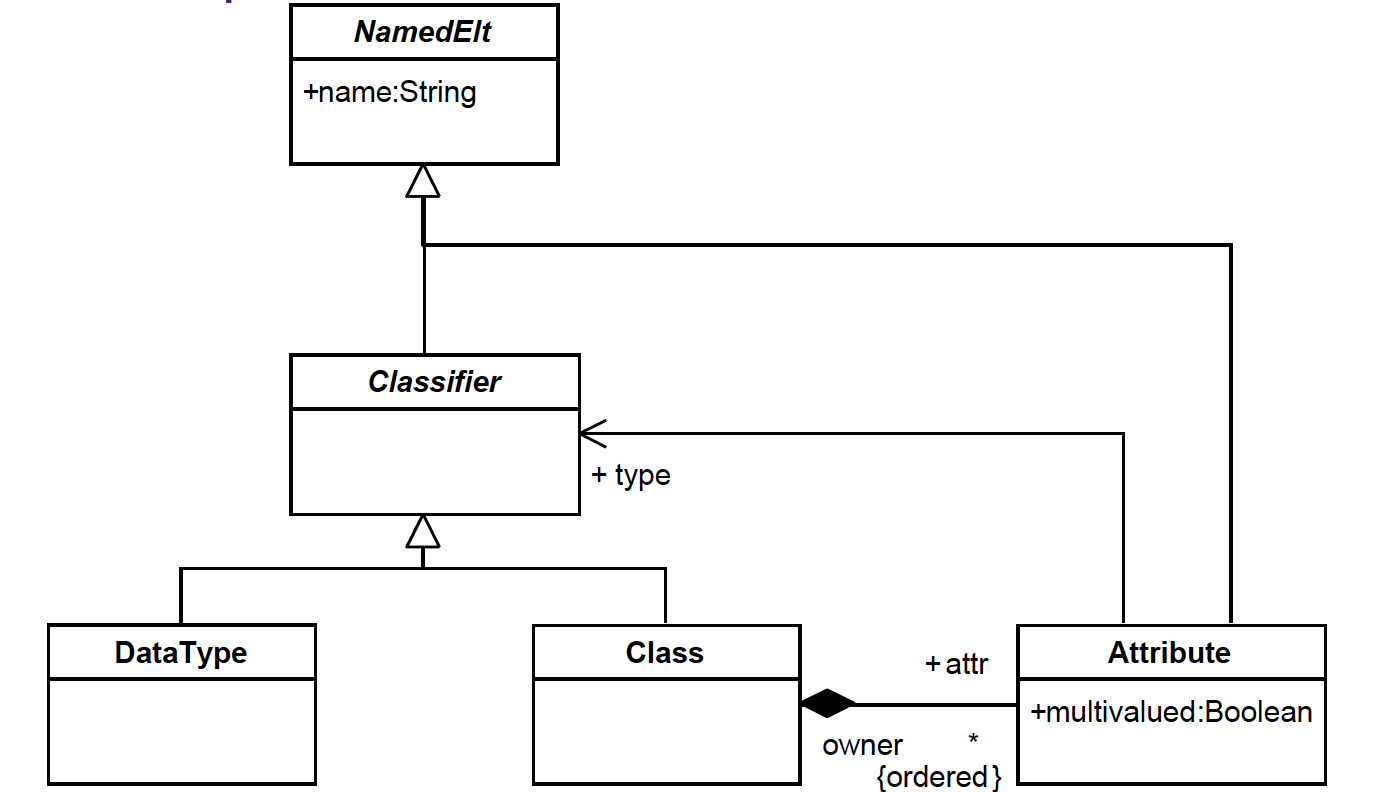 NamedElt
+name:String
Classifier
+ type
DataType
Class
+attr
Attribute
+multivalued:Boolean
owner *
{ordered}